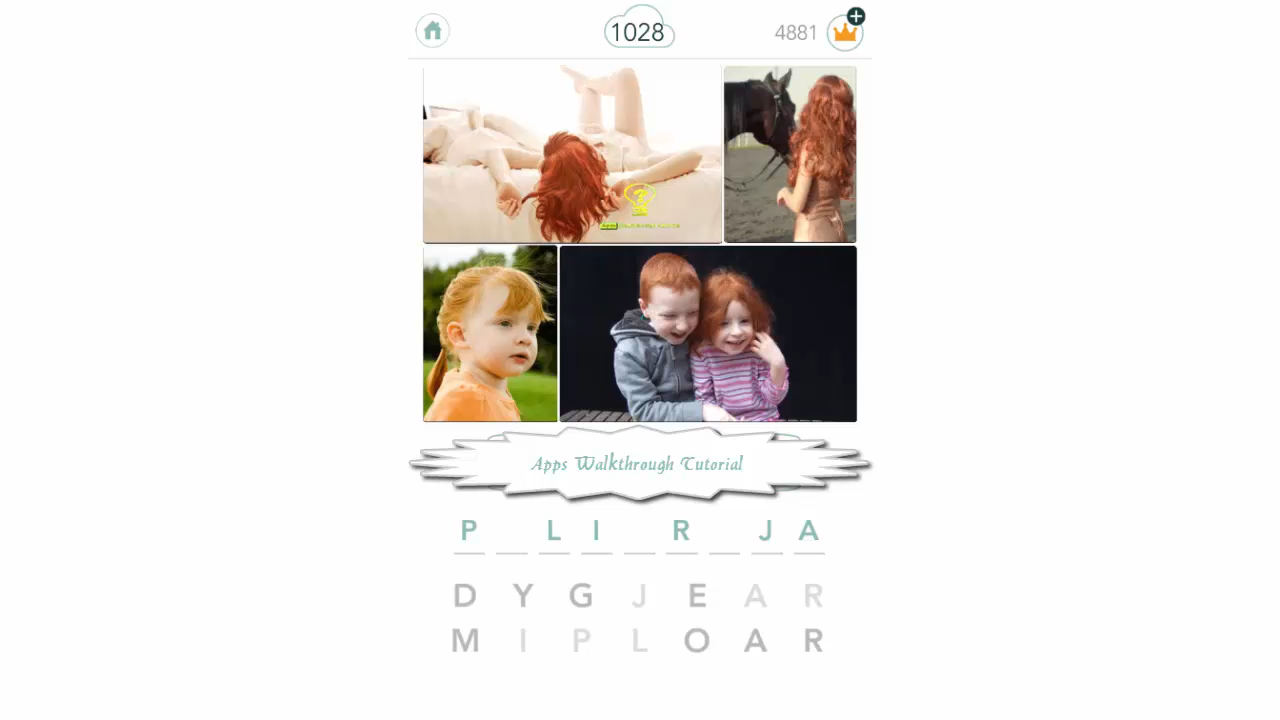 1028
4881
Apps Walkthrough Tutorial
P L I R J A
D Y G J E A R
M I P L O A R